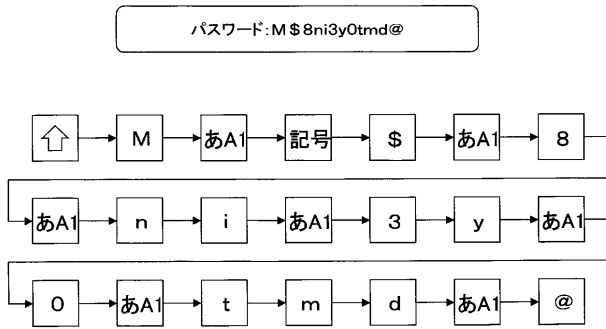 パスワード:M$8ni3y0tmd@
⇧ M あA1 記号 $ あA1 8
あA1 n i あA1 3 y あA1
0 あA1 t m d あA1 @